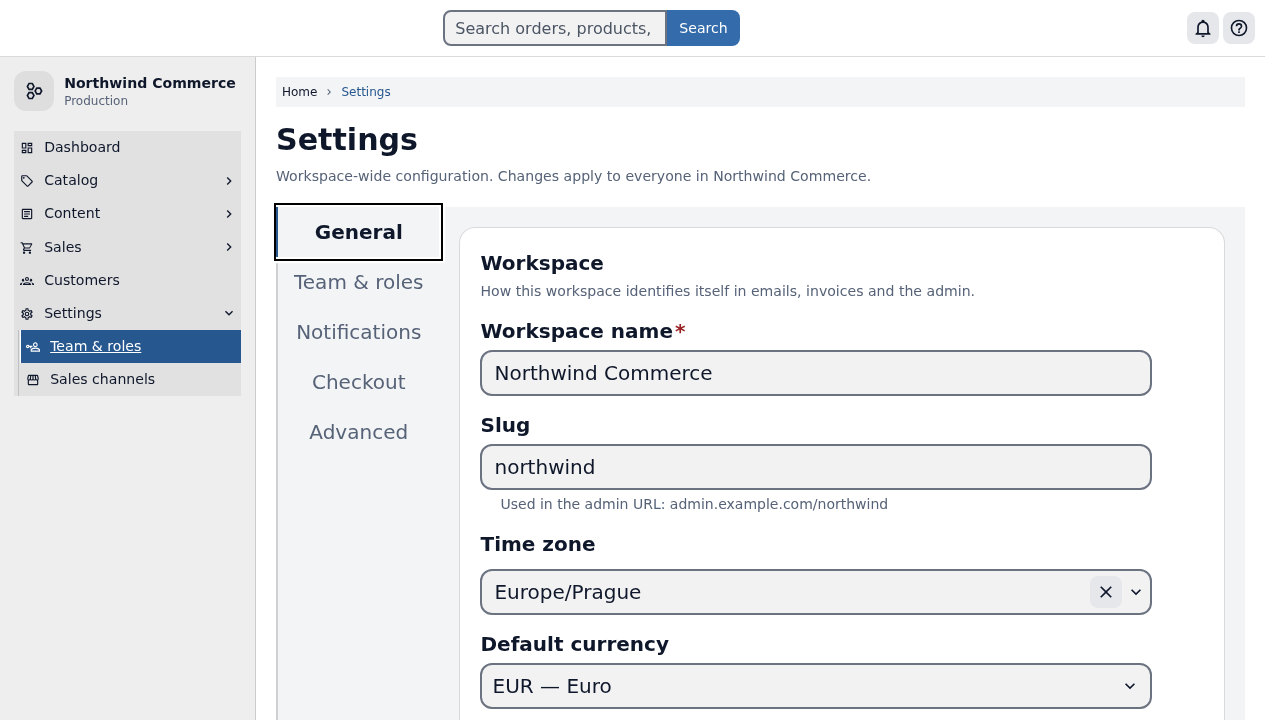 Search orders, products,
Search
Northwind Commerce
Production
Dashboard
Catalog
Content
Sales
Customers
Settings
Team & roles
Sales channels
Home › Settings
Settings
Workspace-wide configuration. Changes apply to everyone in Northwind Commerce.
General
Team & roles
Notifications
Checkout
Advanced
Workspace
How this workspace identifies itself in emails, invoices and the admin.
Workspace name*
Northwind Commerce
Slug
northwind
Used in the admin URL: admin.example.com/northwind
Time zone
Europe/Prague
Default currency
EUR — Euro